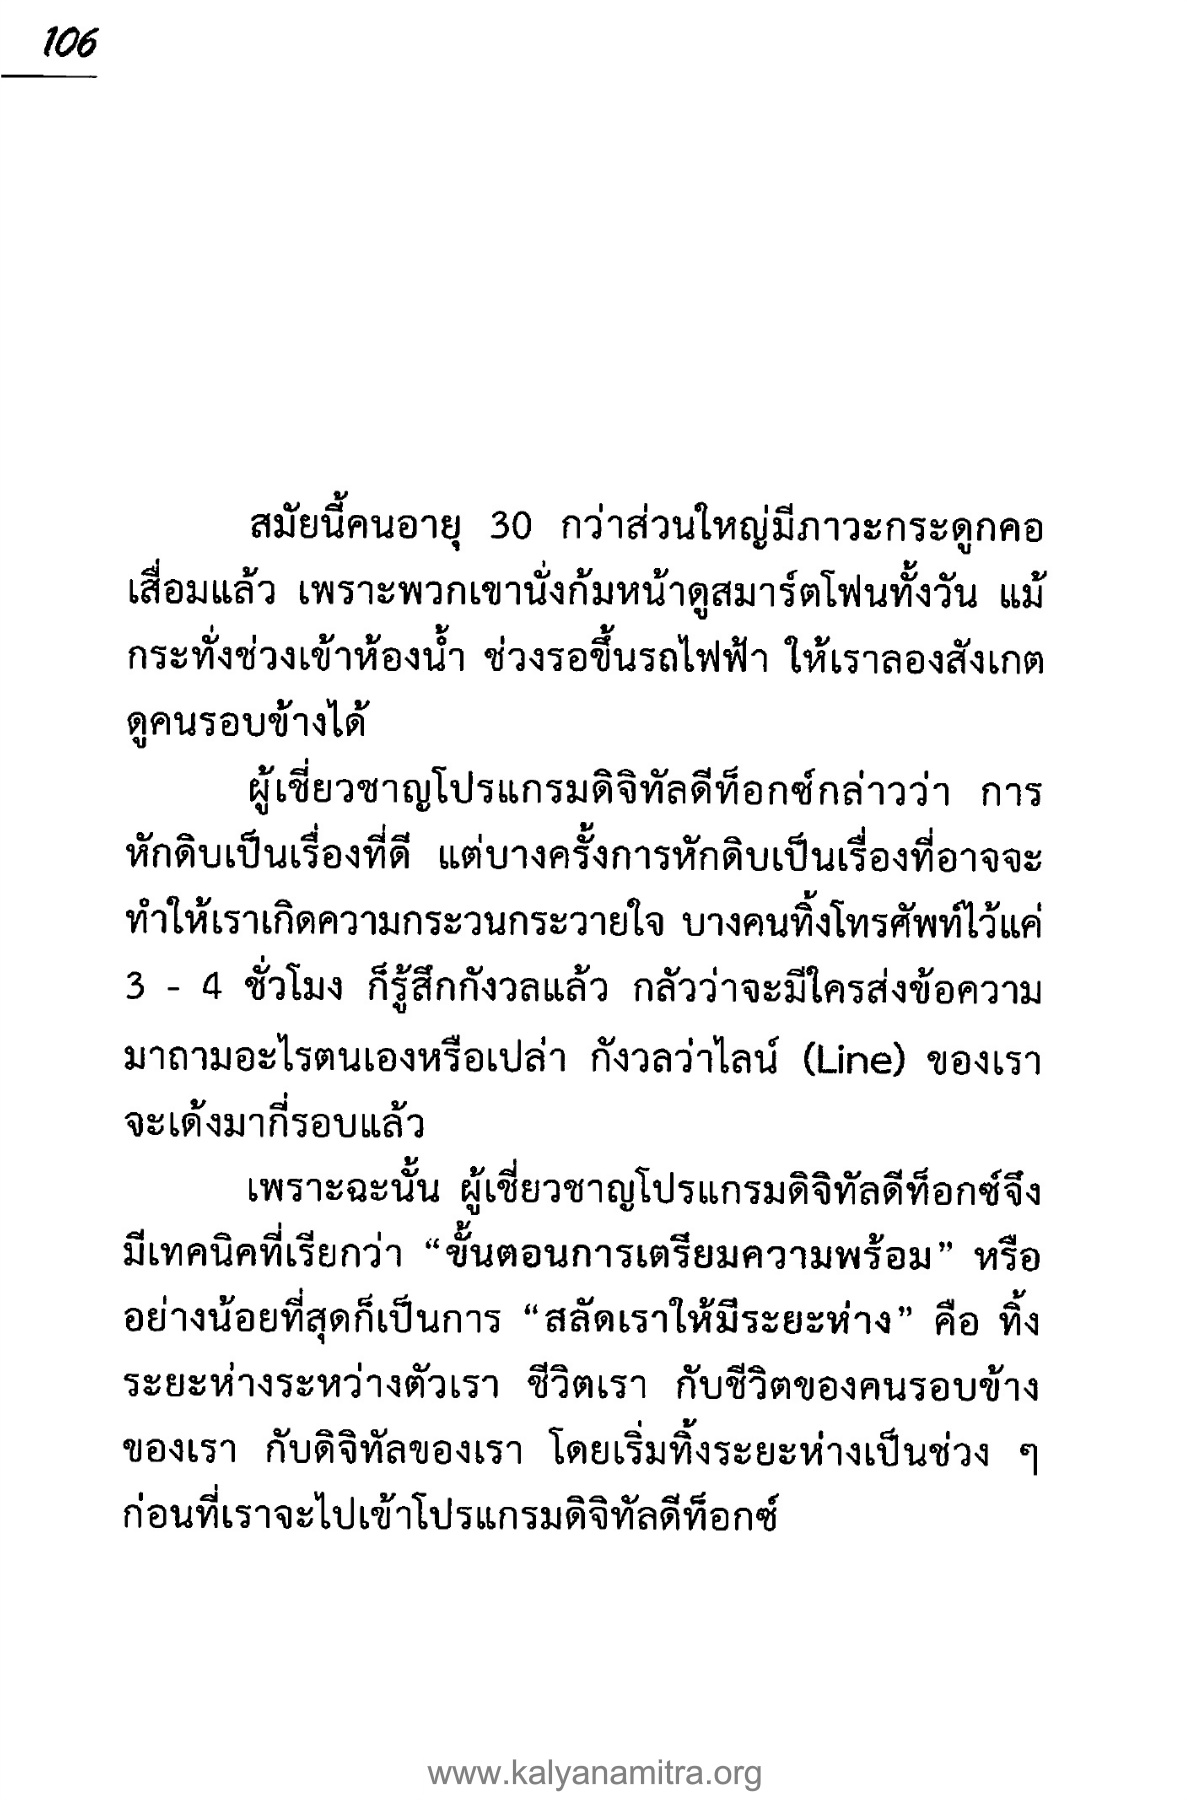 106
สมัยนี้คนอายุ 30 กว่าส่วนใหญ่มีภาวะกระดูกคอ
เสื่อมแล้ว เพราะพวกเขานั่งก้มหน้าดูสมาร์ตโฟนทั้งวัน แม้
กระทั่งช่วงเข้าห้องน้ำ ช่วงรอขึ้นรถไฟฟ้า ให้เราลองสังเกต
ดูคนรอบข้างได้
ผู้เชี่ยวชาญโปรแกรมดิจิทัลดีท็อกซ์กล่าวว่า การ
หักดิบเป็นเรื่องที่ดี แต่บางครั้งการหักดิบเป็นเรื่องที่อาจจะ
ทำให้เราเกิดความกระวนกระวายใจ บางคนทิ้งโทรศัพท์ไว้แค่
3 - 4 ชั่วโมง ก็รู้สึกกังวลแล้ว กลัวว่าจะมีใครส่งข้อความ
มาถามอะไรตนเองหรือเปล่า กังวลว่าไลน์ (Line) ของเรา
จะเด้งมากี่รอบแล้ว
เพราะฉะนั้น ผู้เชี่ยวชาญโปรแกรมดิจิทัลดีท็อกซ์จึง
มีเทคนิคที่เรียกว่า “ขั้นตอนการเตรียมความพร้อม” หรือ
อย่างน้อยที่สุดก็เป็นการ “สลัดเราให้มีระยะห่าง” คือ ทิ้ง
ระยะห่างระหว่างตัวเรา ชีวิตเรา กับชีวิตของคนรอบข้าง
ของเรา กับดิจิทัลของเรา โดยเริ่มทิ้งระยะห่างเป็นช่วง ๆ
ก่อนที่เราจะไปเข้าโปรแกรมดิจิทัลดีท็อกซ์
www.kalyanamitra.org